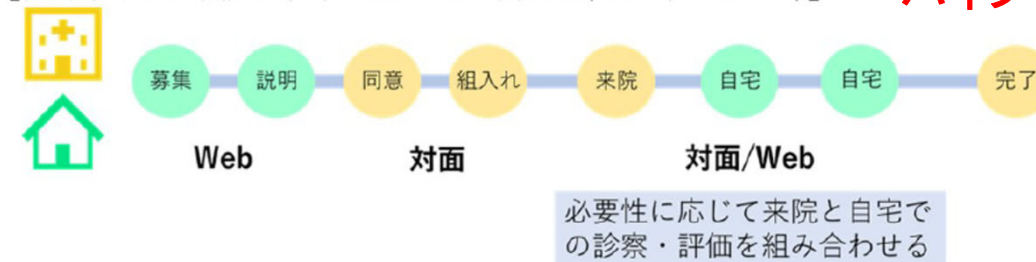 募集 説明 同意 組入れ 来院 自宅 自宅 完了
Web 対面 対面/Web
必要性に応じて来院と自宅で
の診察・評価を組み合わせる